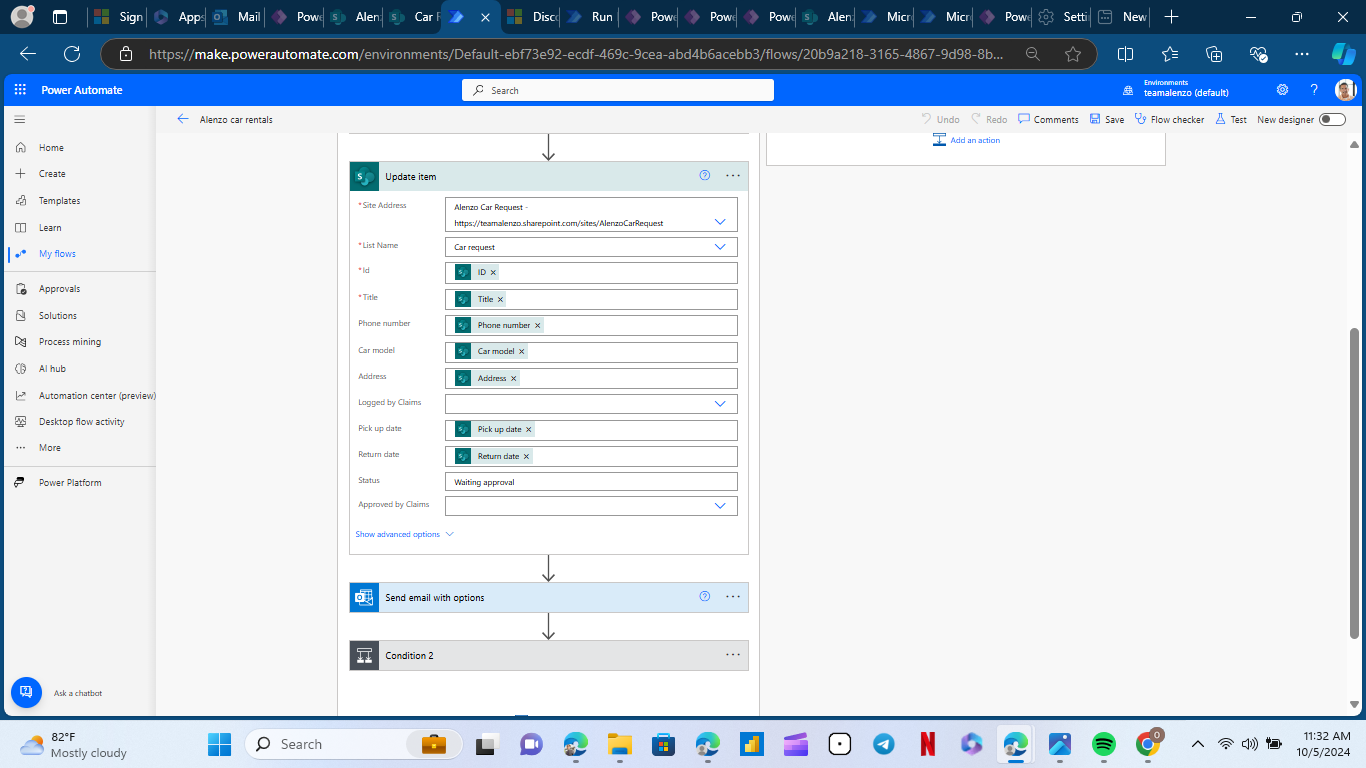 Sign
Apps
Mail
Powe
Alen
Car F
Disco
Run
Powe
Powe
Powe
Alen
Micr
Micr
Powe
Setti
New
https://make.powerautomate.com/environments/Default-ebf73e92-ecdf-469c-9cea-abd4b6acebb3/flows/20b9a218-3165-4867-9d98-8b...
Power Automate
Search
Environments
teamalenzo (default)
Alenzo car rentals
Undo
Redo
Comments
Save
Flow checker
Test
New designer
Home
Create
Templates
Learn
My flows
Approvals
Solutions
Process mining
AI hub
Automation center (preview)
Desktop flow activity
More
Power Platform
Ask a chatbot
Add an action
Update item
* Site Address
Alenzo Car Request -
https://teamalenzo.sharepoint.com/sites/AlenzoCarRequest
* List Name
Car request
* Id
ID
* Title
Title
Phone number
Phone number
Car model
Car model
Address
Address
Logged by Claims
Pick up date
Pick up date
Return date
Return date
Status
Waiting approval
Approved by Claims
Show advanced options
Send email with options
Condition 2
82°F
Mostly cloudy
Search
0
11:32 AM
10/5/2024